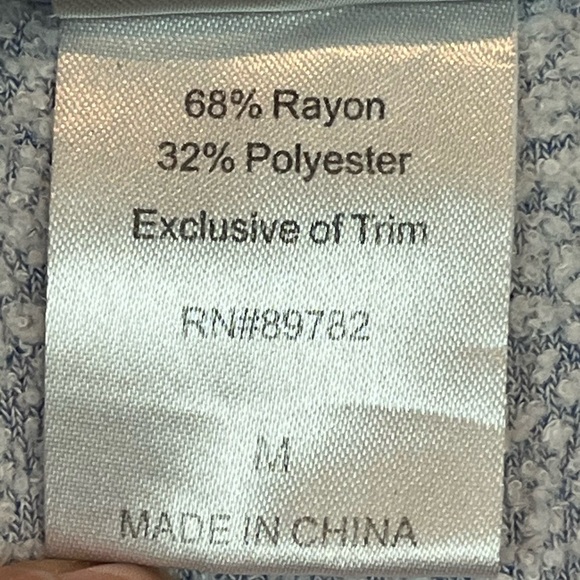 68% Rayon
32% Polyester
Exclusive of Trim
RN#89782
M
MADE IN CHINA